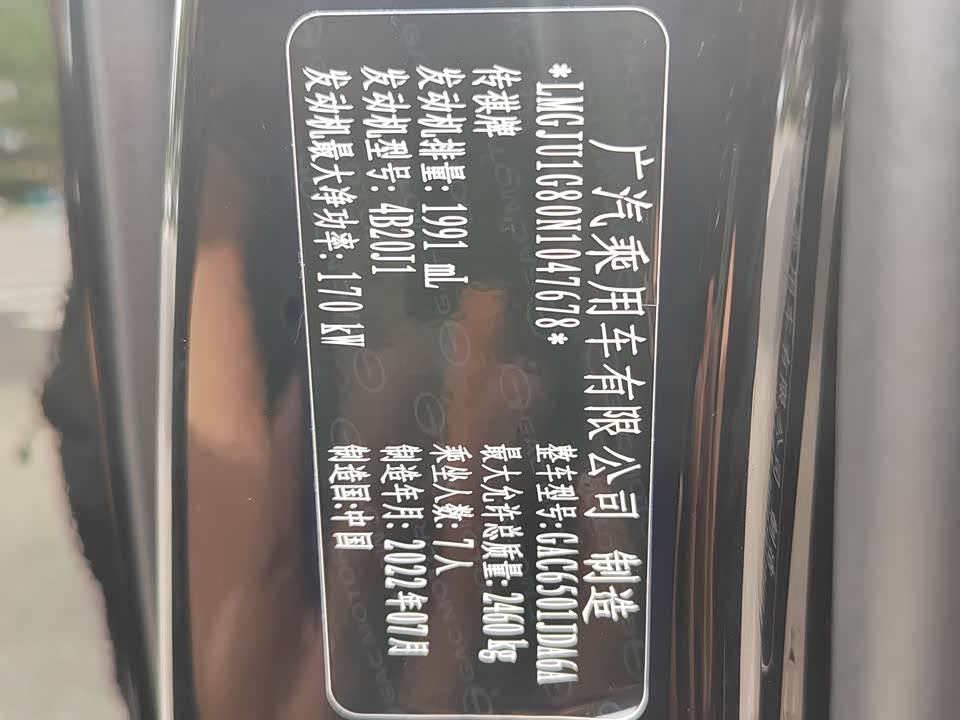 广汽乘用车有限公司 制造
*LMGJU1G80N1047678* 整车型号:GAC6501JDA6A
传祺牌 最大允许总质量:2460 kg
发动机排量: 1991 mL 乘坐人数: 7人
发动机型号: 4B20J1 制造年月: 2022年07月
发动机最大净功率: 170 kW 制造国:中国